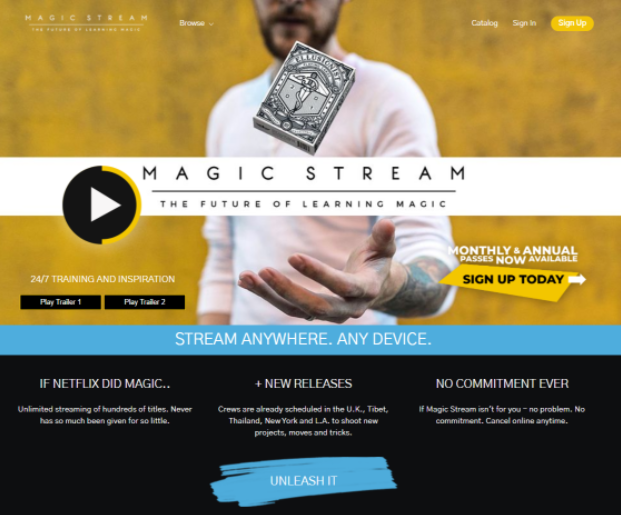 MAGIC STREAM
THE FUTURE OF LEARNING MAGIC
Browse
Catalog
Sign In
Sign Up
ELLUSIONIST
MAGIC STREAM
THE FUTURE OF LEARNING MAGIC
24/7 TRAINING AND INSPIRATION
Play Trailer 1
Play Trailer 2
MONTHLY & ANNUAL
PASSES NOW AVAILABLE
SIGN UP TODAY
STREAM ANYWHERE. ANY DEVICE.
IF NETFLIX DID MAGIC..
Unlimited streaming of hundreds of titles. Never
has so much been given for so little.
+ NEW RELEASES
Crews are already scheduled in the U.K., Tibet,
Thailand, New York and L.A. to shoot new
projects, moves and tricks.
NO COMMITMENT EVER
If Magic Stream isn't for you - no problem. No
commitment. Cancel online anytime.
UNLEASH IT